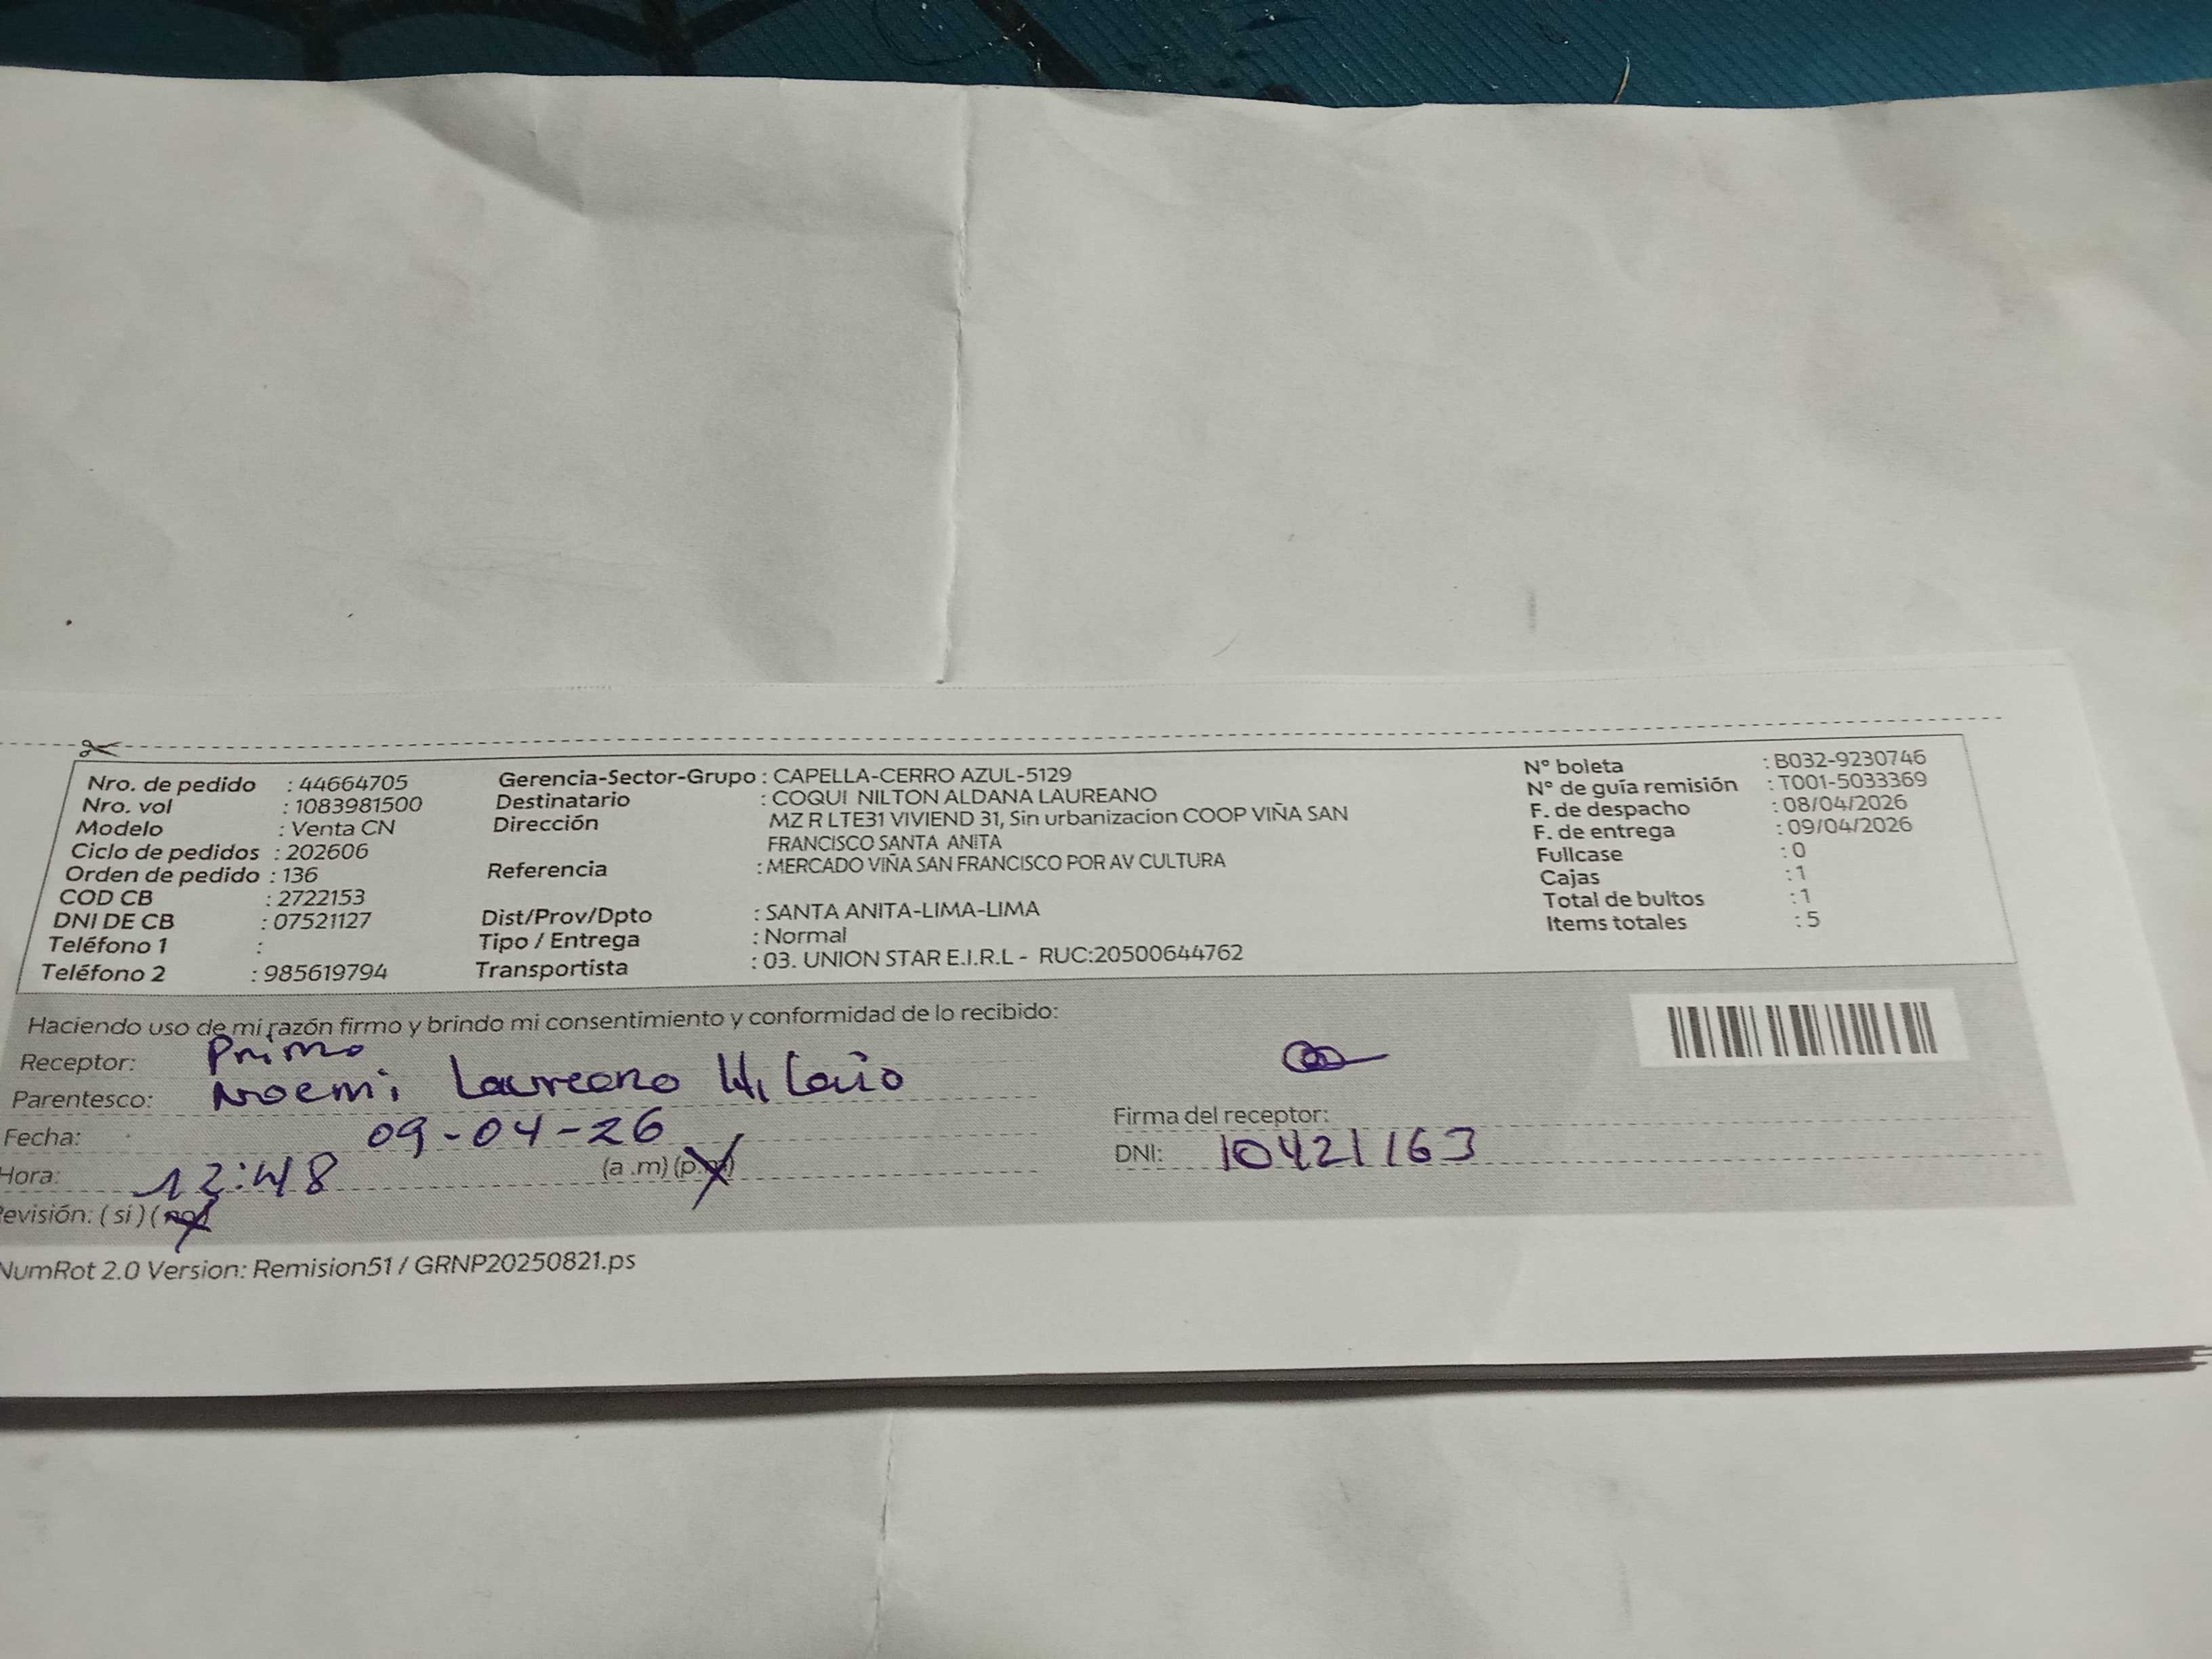 Nro. de pedido : 44664705
Nro. vol : 1083981500
Modelo : Venta CN
Ciclo de pedidos : 202606
Orden de pedido : 136
COD CB : 2722153
DNI DE CB : 07521127
Teléfono 1 :
Teléfono 2 : 985619794
Gerencia-Sector-Grupo : CAPELLA-CERRO AZUL-5129
Destinatario : COQUI NILTON ALDANA LAUREANO
Dirección MZ R LTE31 VIVIEND 31, Sin urbanizacion COOP VIÑA SAN
FRANCISCO SANTA ANITA
Referencia : MERCADO VIÑA SAN FRANCISCO POR AV CULTURA
Dist/Prov/Dpto : SANTA ANITA-LIMA-LIMA
Tipo / Entrega : Normal
Transportista : 03. UNION STAR E.I.R.L - RUC:20500644762
N° boleta : B032-9230746
N° de guía remisión : T001-5033369
F. de despacho : 08/04/2026
F. de entrega : 09/04/2026
Fullcase : 0
Cajas : 1
Total de bultos : 1
Items totales : 5
Haciendo uso de mi razón firmo y brindo mi consentimiento y conformidad de lo recibido:
Receptor: Primo
Parentesco: Noemi Laureano Hilario
Fecha: 09-04-26
Hora: 12:48 (a.m) (p.m)
Revisión: (si) (no)
Firma del receptor:
DNI: 10421163
NumRot 2.0 Version: Remision51 / GRNP20250821.ps